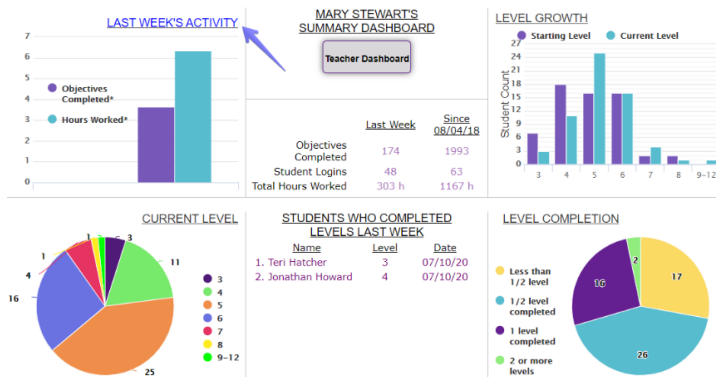 LAST WEEK'S ACTIVITY
7
6
5
4
3
2
1
0
Objectives
Completed*
Hours Worked*
MARY STEWART'S
SUMMARY DASHBOARD
Teacher Dashboard
Last Week
Since
08/04/18
Objectives
Completed
174
1993
Student Logins
48
63
Total Hours Worked
303 h
1167 h
LEVEL GROWTH
Starting Level
Current Level
Student Count
27
24
21
18
15
12
9
6
3
0
3
4
5
6
7
8
9-12
CURRENT LEVEL
3
11
25
16
4
1
1
3
4
5
6
7
8
9-12
STUDENTS WHO COMPLETED
LEVELS LAST WEEK
Name Level Date
1. Teri Hatcher 3 07/10/20
2. Jonathan Howard 4 07/10/20
LEVEL COMPLETION
Less than
1/2 level
1/2 level
completed
1 level
completed
2 or more
levels
17
26
16
2